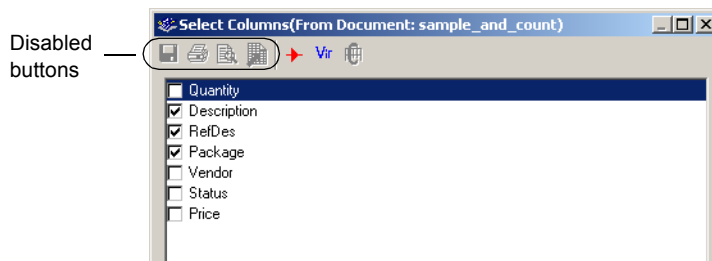 Select Columns(From Document: sample_and_count)
Disabled
buttons
Vir
Quantity
Description
RefDes
Package
Vendor
Status
Price